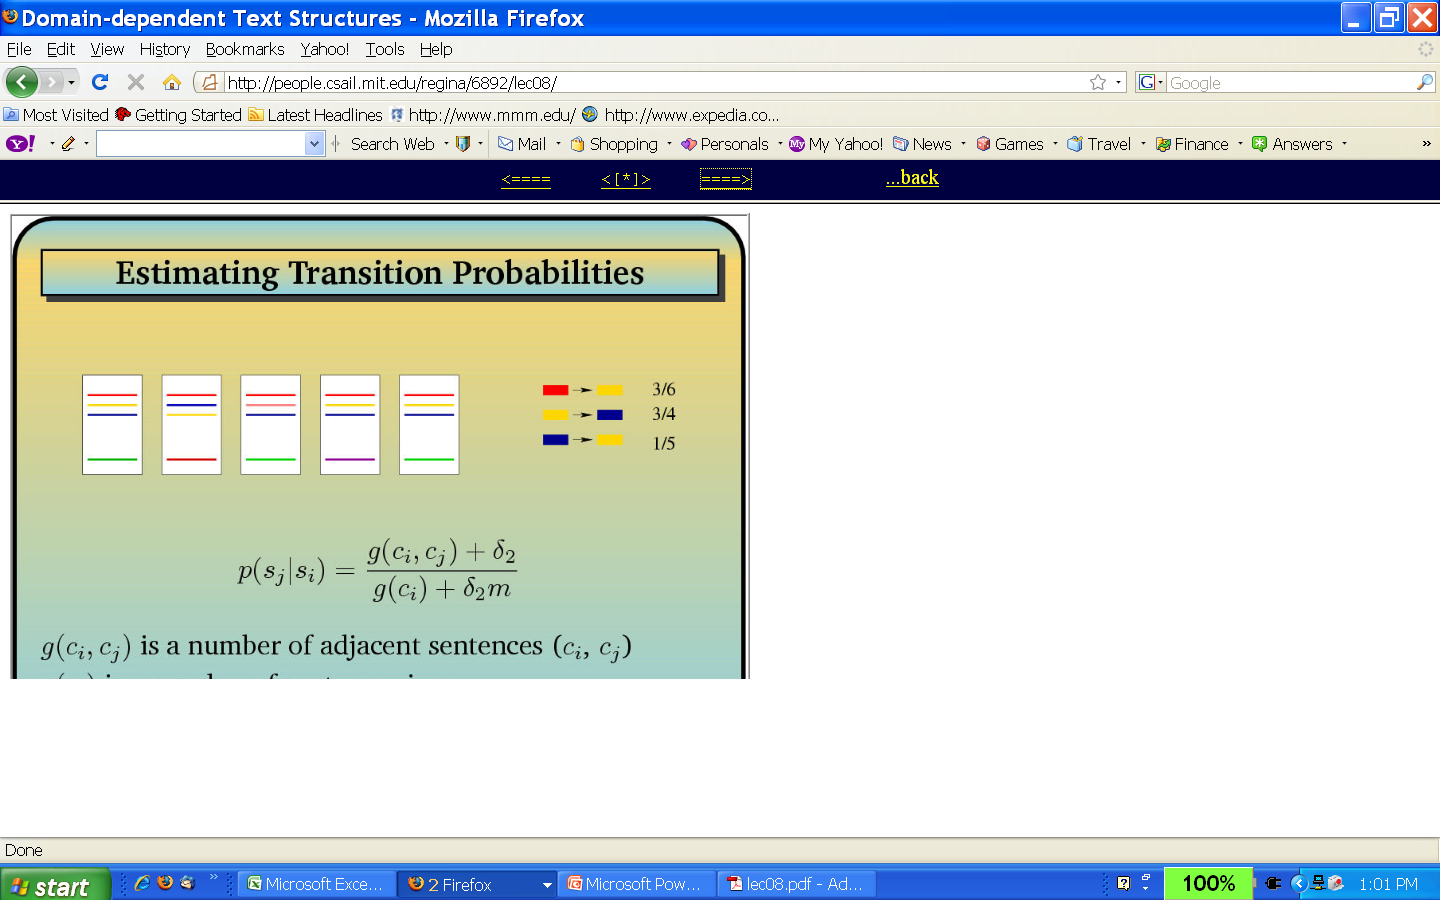 Domain-dependent Text Structures - Mozilla Firefox
File Edit View History Bookmarks Yahoo! Tools Help
http://people.csail.mit.edu/regina/6892/lec08/ G Google
Most Visited Getting Started Latest Headlines http://www.mmm.edu/ http://www.expedia.co...
Y! Search Web Mail Shopping Personals My My Yahoo! News Games Travel Finance Answers »
<==== <[*]> ====> ...back
Estimating Transition Probabilities
3/6
3/4
1/5
p(s_j|s_i) = \frac{g(c_i, c_j) + δ_2}{g(c_i) + δ_2 m}
g(c_i, c_j) is a number of adjacent sentences (c_i, c_j)
Done
start » Microsoft Exce... 2 Firefox Microsoft Pow... lec08.pdf - Ad... ? 100% 1:01 PM